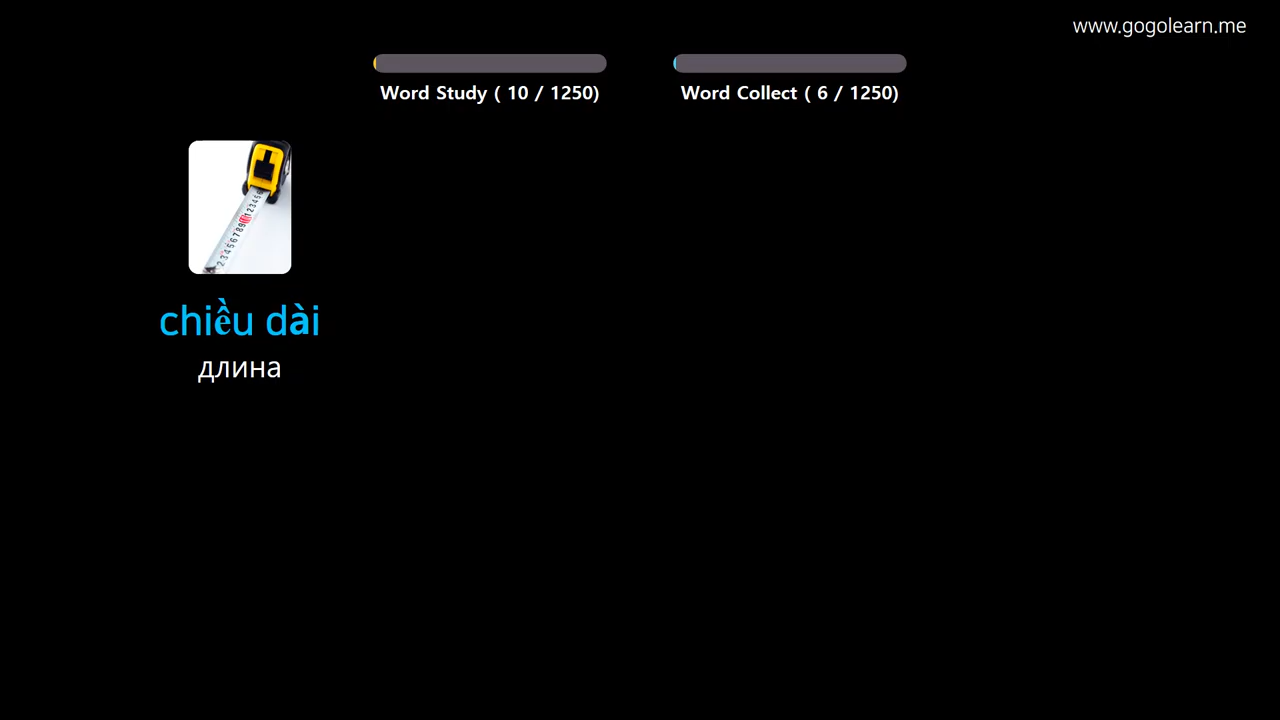 www.gogolearn.me
Word Study ( 10 / 1250)
Word Collect ( 6 / 1250)
chiều dài
длина